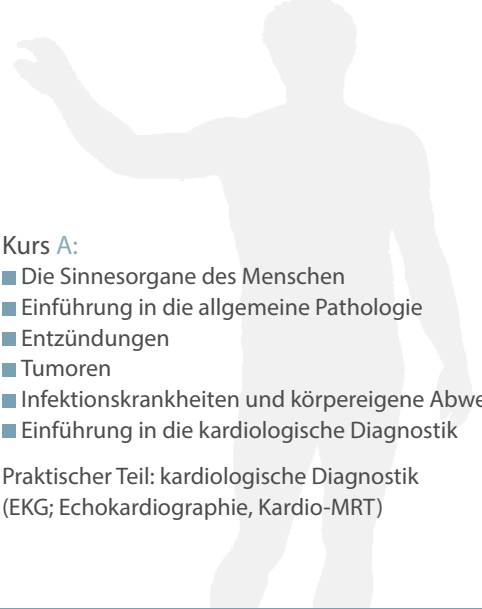 Kurs A:
Die Sinnesorgane des Menschen
Einführung in die allgemeine Pathologie
Entzündungen
Tumoren
Infektionskrankheiten und körpereigene
Einführung in die kardiologische Diagnostik
Praktischer Teil: kardiologische Diagnostik
(EKG; Echokardiographie, Kardio-MRT)